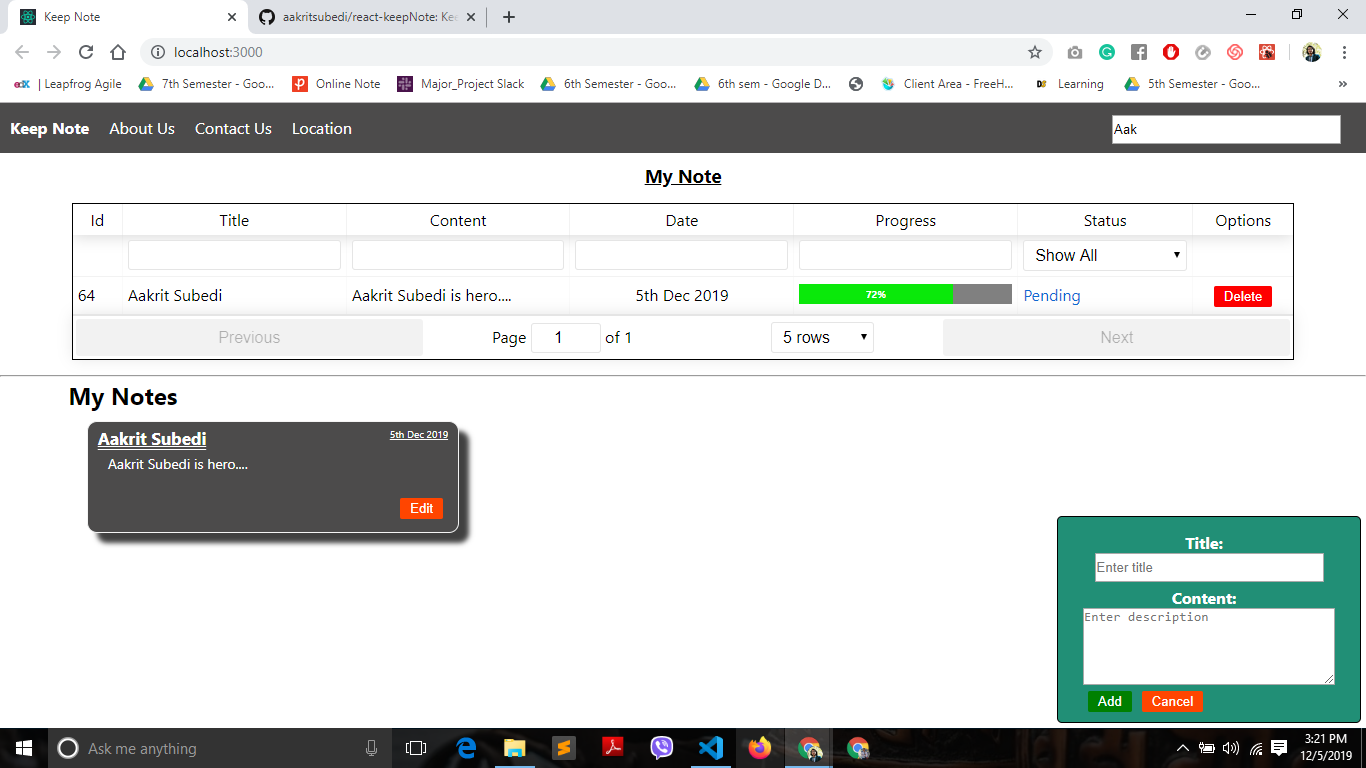 Keep Note
aakritsubedi/react-keepNote: Kee
localhost:3000
edX | Leapfrog Agile 7th Semester - Goo... Online Note Major_Project Slack 6th Semester - Goo... 6th sem - Google D... Client Area - FreeH... Learning 5th Semester - Goo... »
Keep Note About Us Contact Us Location Aak
My Note
Id Title Content Date Progress Status Options
Show All
64 Aakrit Subedi Aakrit Subedi is hero.... 5th Dec 2019 72% Pending Delete
Previous Page 1 of 1 5 rows Next
My Notes
Aakrit Subedi 5th Dec 2019
Aakrit Subedi is hero....
Edit
Title:
Enter title
Content:
Enter description
Add Cancel
Ask me anything
3:21 PM
12/5/2019